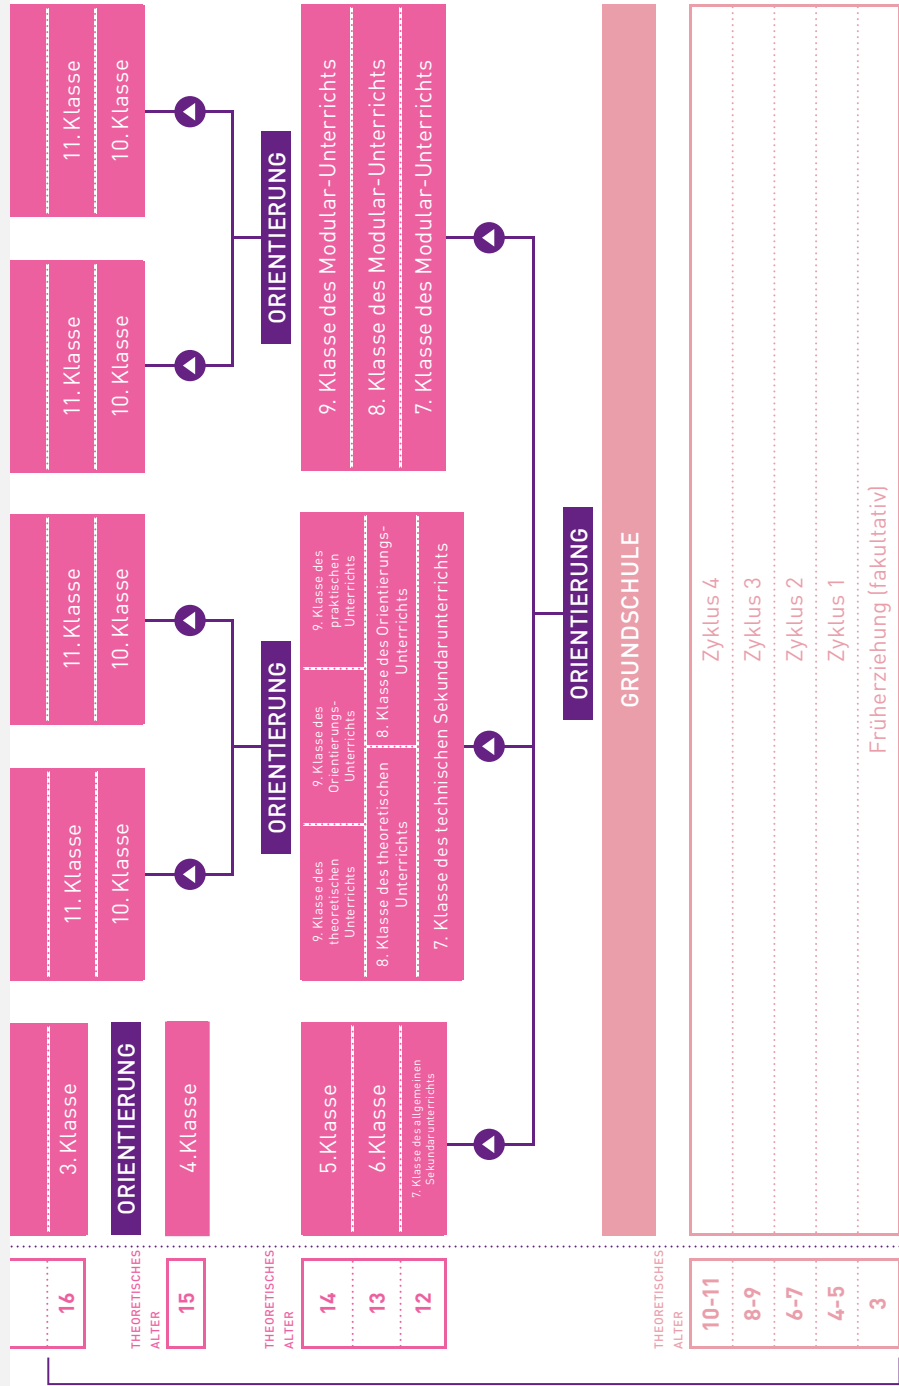 16
3. Klasse
11. Klasse
11. Klasse
11. Klasse
11. Klasse
10. Klasse
10. Klasse
10. Klasse
10. Klasse
ORIENTIERUNG
THEORETISCHES
ALTER
15
4.Klasse
ORIENTIERUNG
ORIENTIERUNG
THEORETISCHES
ALTER
14
5.Klasse
9. Klasse des
theoretischen
Unterrichts
9. Klasse des
Orientierungs-
Unterrichts
9. Klasse des
praktischen
Unterrichts
9. Klasse des Modular-Unterrichts
13
6.Klasse
8. Klasse des theoretischen
Unterrichts
8. Klasse des Orientierungs-
Unterrichts
8. Klasse des Modular-Unterrichts
12
7. Klasse des allgemeinen
Sekundarunterrichts
7. Klasse des technischen Sekundarunterrichts
7. Klasse des Modular-Unterrichts
ORIENTIERUNG
GRUNDSCHULE
THEORETISCHES
ALTER
10-11
Zyklus 4
8-9
Zyklus 3
6-7
Zyklus 2
4-5
Zyklus 1
3
Früherziehung (fakultativ)